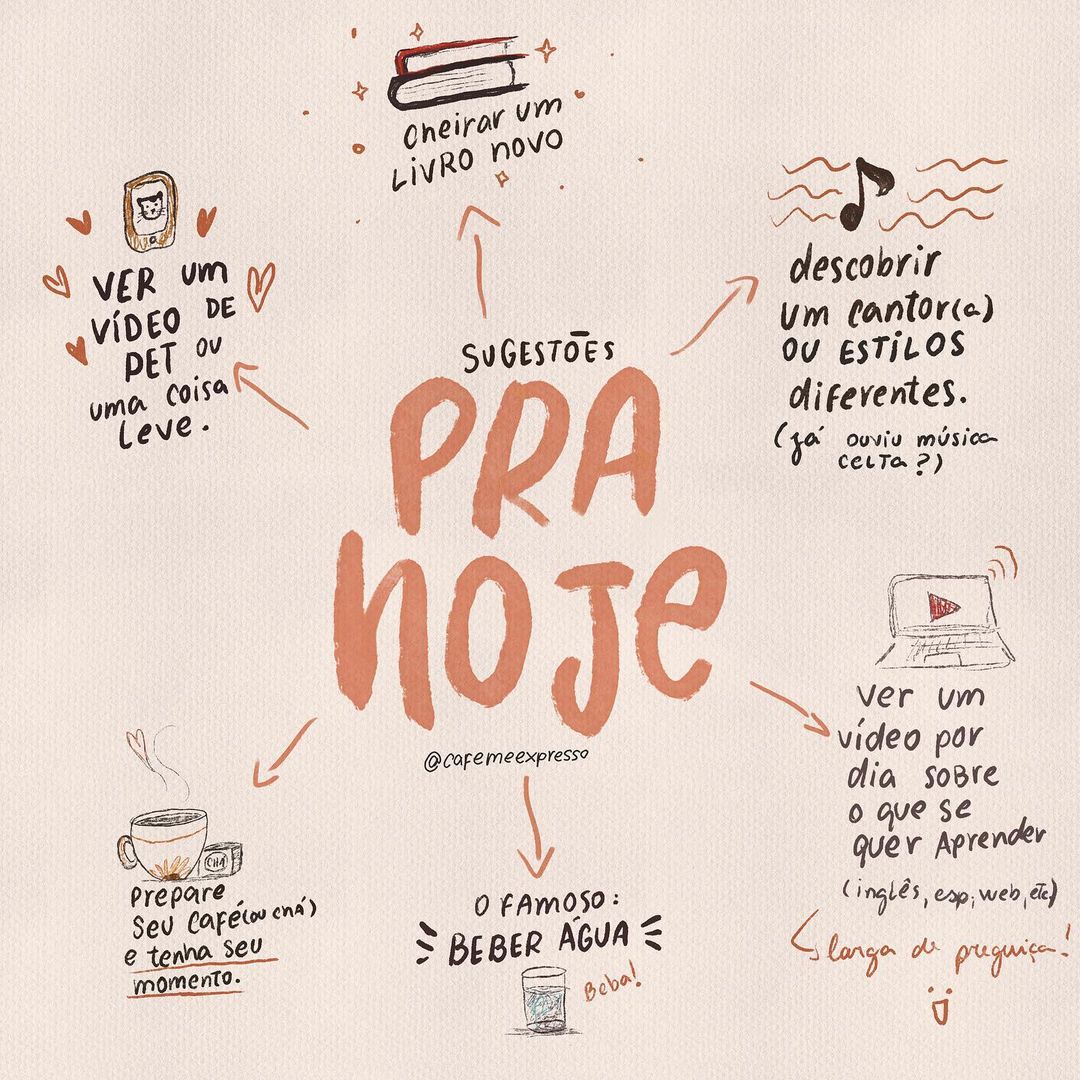 cheirar um
LiVRO NOVO
VER um
VÍDEO DE
PET OU
uma coisa
leve.
descobrir
um cantor(a)
OU ESTILOS
diferentes.
(já ouviu música
celta?)
SUGESTÕES
PRA
HOJE
@cafemeexpresso
ver um
vídeo por
dia sobre
o que se
quer Aprender
(inglês, esp, web, etc)
larga de preguiça!
CHÁ
prepare
seu café(ou chá)
e tenha seu
momento.
O FAMOSO:
BEBER ÁGUA
Beba!